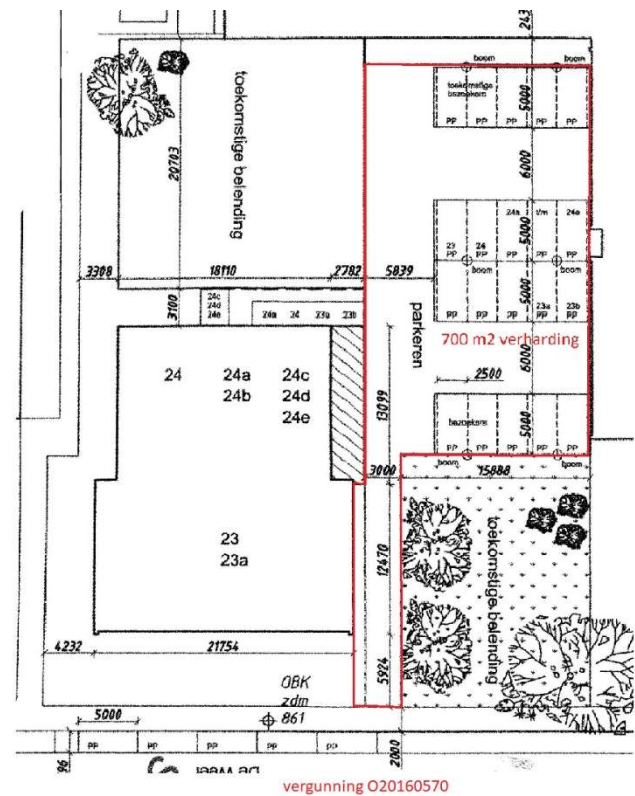 243
boom boom
toekomstige
bezoekers
5000
PP PP PP PP PP
toekomstige belending
20703
6000
24a t/m 24e
23 24
PP PP
5000
boom boom
3308 18110 2782 5839
5000
23a 23b
PP PP PP PP PP
3100
24c
24d
24e
24a 24 23a 23b
parkeren
700 m2 verharding
6000
2500
24 24a 24c
24b 24d
24e
13099
bezoekers
5000
PP PP PP PP PP
boom boom
3000 15888
toekomstige belending
23
23a
12470
4232 21754
5924
OBK
zdm
861
5000
PP PP PP PP PP
96
2000
vergunning O20160570